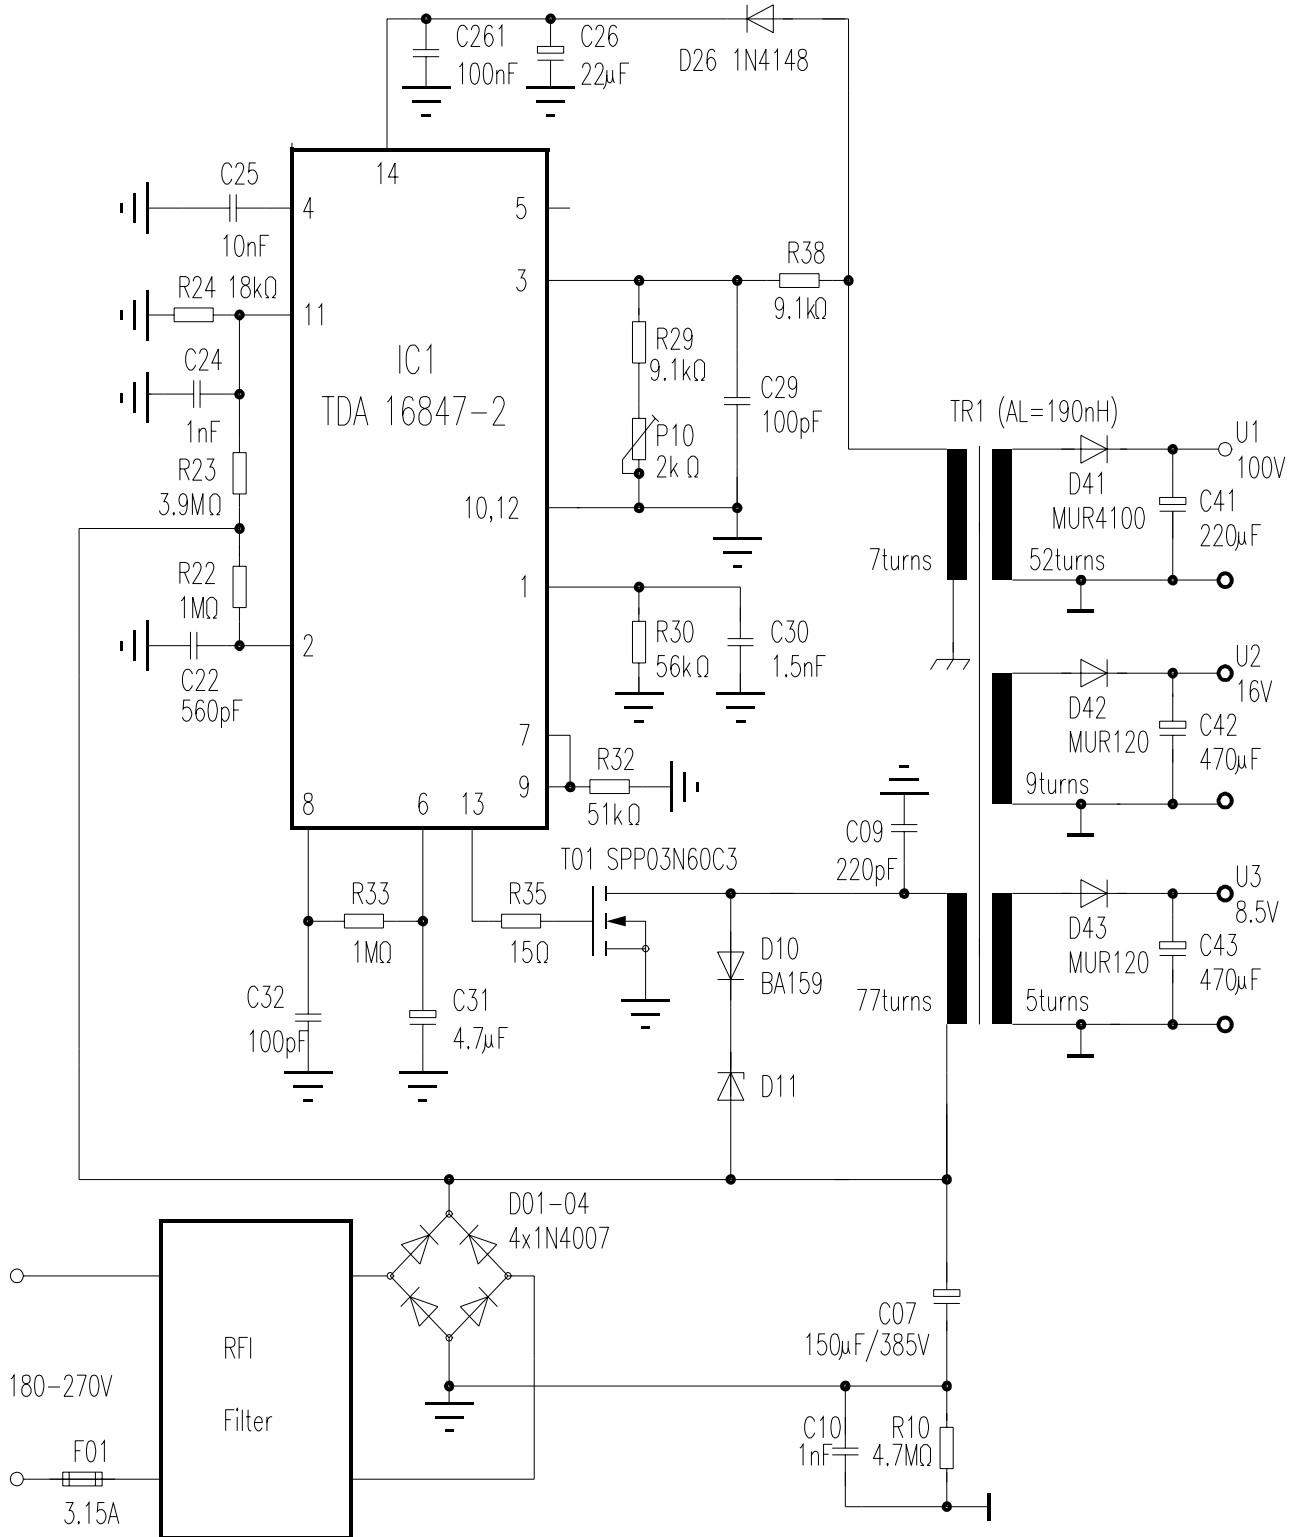 C261
100nF
C26
22µF
D26 1N4148
14
C25
10nF
4
5
R24 18kΩ
11
3
R38
9.1kΩ
C24
1nF
IC1
TDA 16847-2
R29
9.1kΩ
C29
100pF
P10
2k Ω
R23
3.9MΩ
10,12
TR1 (AL=190nH)
U1
100V
D41
MUR4100
C41
220µF
7turns
52turns
R22
1MΩ
1
2
C22
560pF
R30
56kΩ
C30
1.5nF
U2
16V
D42
MUR120
C42
470µF
9turns
7
9
R32
51kΩ
8
6
13
C09
220pF
T01 SPP03N60C3
R33
1MΩ
R35
15Ω
U3
8.5V
D43
MUR120
C43
470µF
D10
BA159
77turns
5turns
C32
100pF
C31
4.7µF
D11
D01-04
4x1N4007
C07
150µF/385V
RFI
Filter
180-270V
F01
3.15A
C10
1nF
R10
4.7MΩ